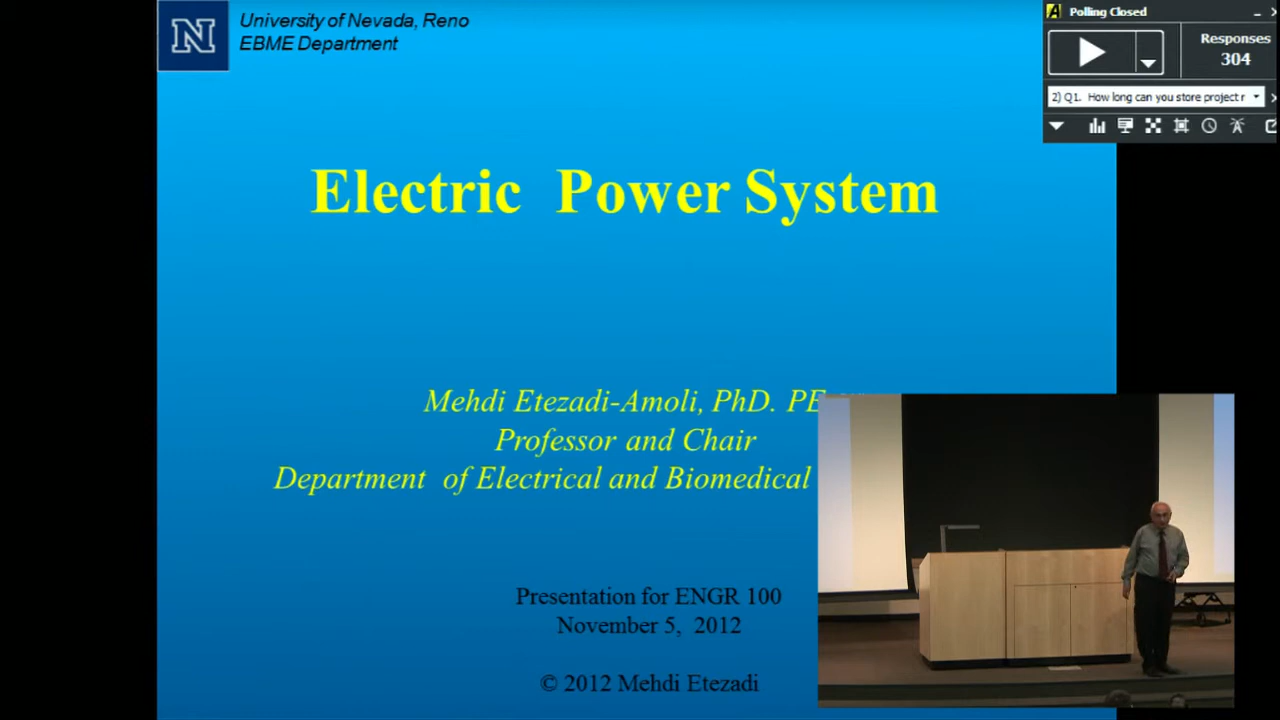 N
University of Nevada, Reno
EBME Department
Polling Closed
Responses
304
2) Q1. How long can you store project r
Electric Power System
Mehdi Etezadi-Amoli, PhD. PE
Professor and Chair
Department of Electrical and Biomedical
Presentation for ENGR 100
November 5, 2012
© 2012 Mehdi Etezadi